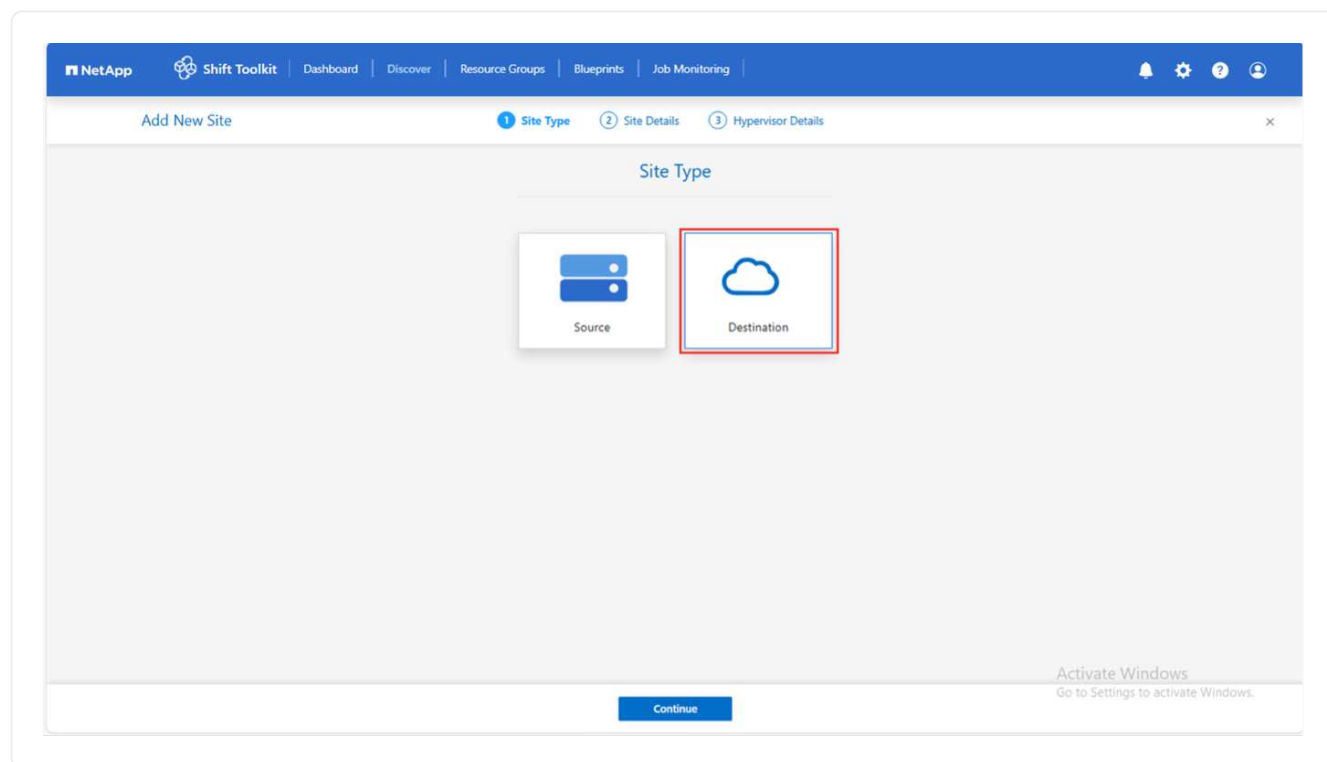 NetApp Shift Toolkit Dashboard Discover Resource Groups Blueprints Job Monitoring ?
Add New Site 1 Site Type 2 Site Details 3 Hypervisor Details ×
Site Type
Source Destination
Activate Windows
Go to Settings to activate Windows.
Continue